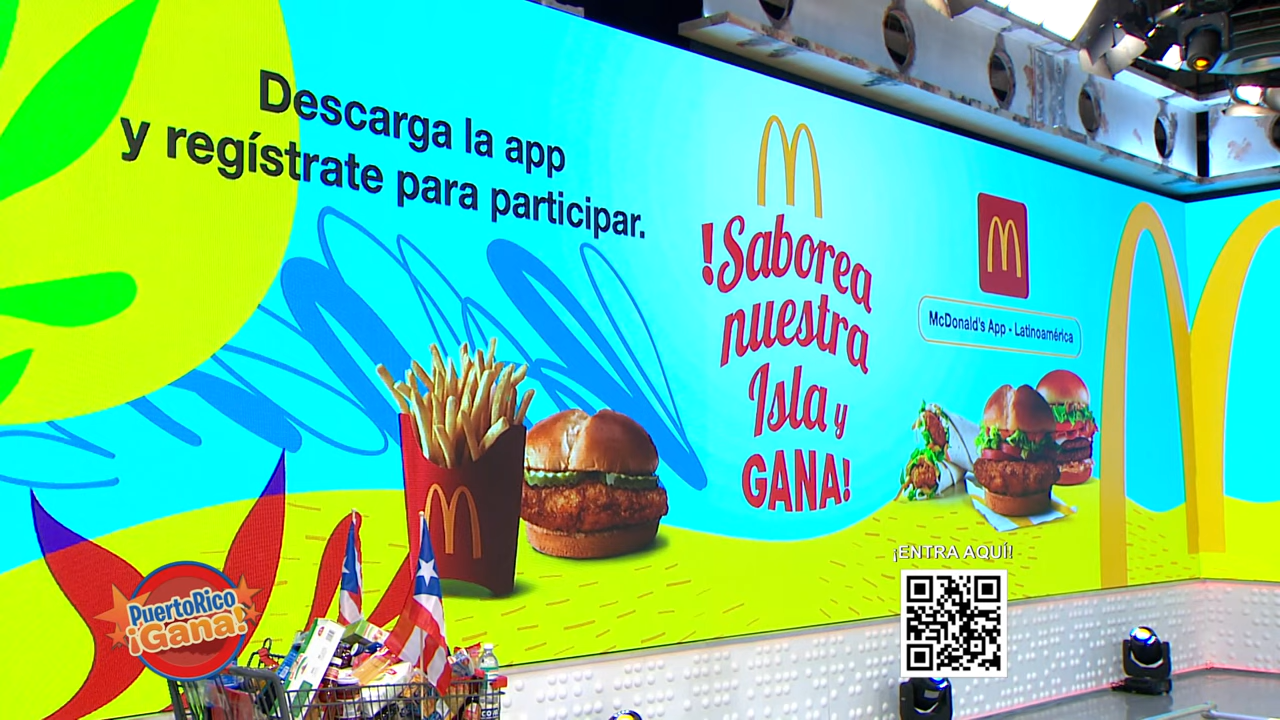 Descarga la app
y regístrate para participar.
!Saborea
nuestra
Isla y
GANA!
McDonald's App - Latinoamérica
¡ENTRA AQUÍ!
PuertoRico
¡Gana!